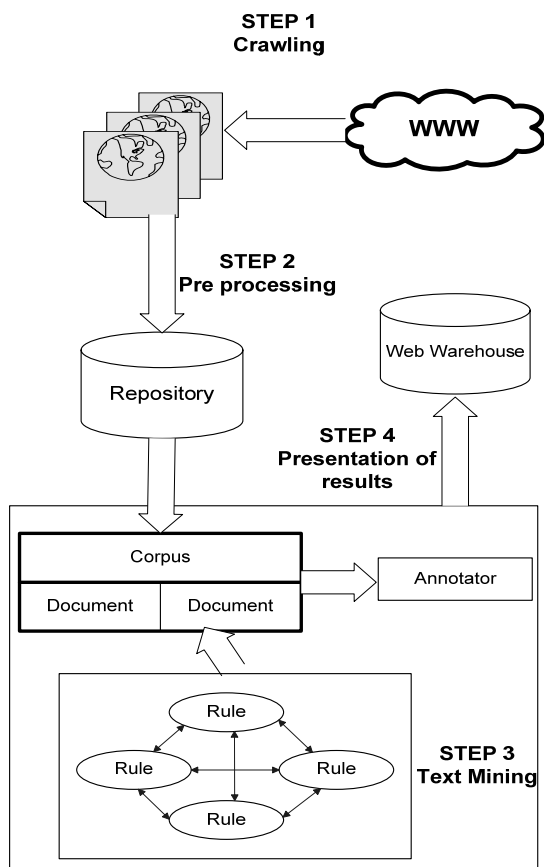 STEP 1
Crawling
WWW
STEP 2
Pre processing
Repository
Web Warehouse
STEP 4
Presentation of
results
Corpus
Document
Document
Annotator
Rule
Rule
Rule
Rule
STEP 3
Text Mining